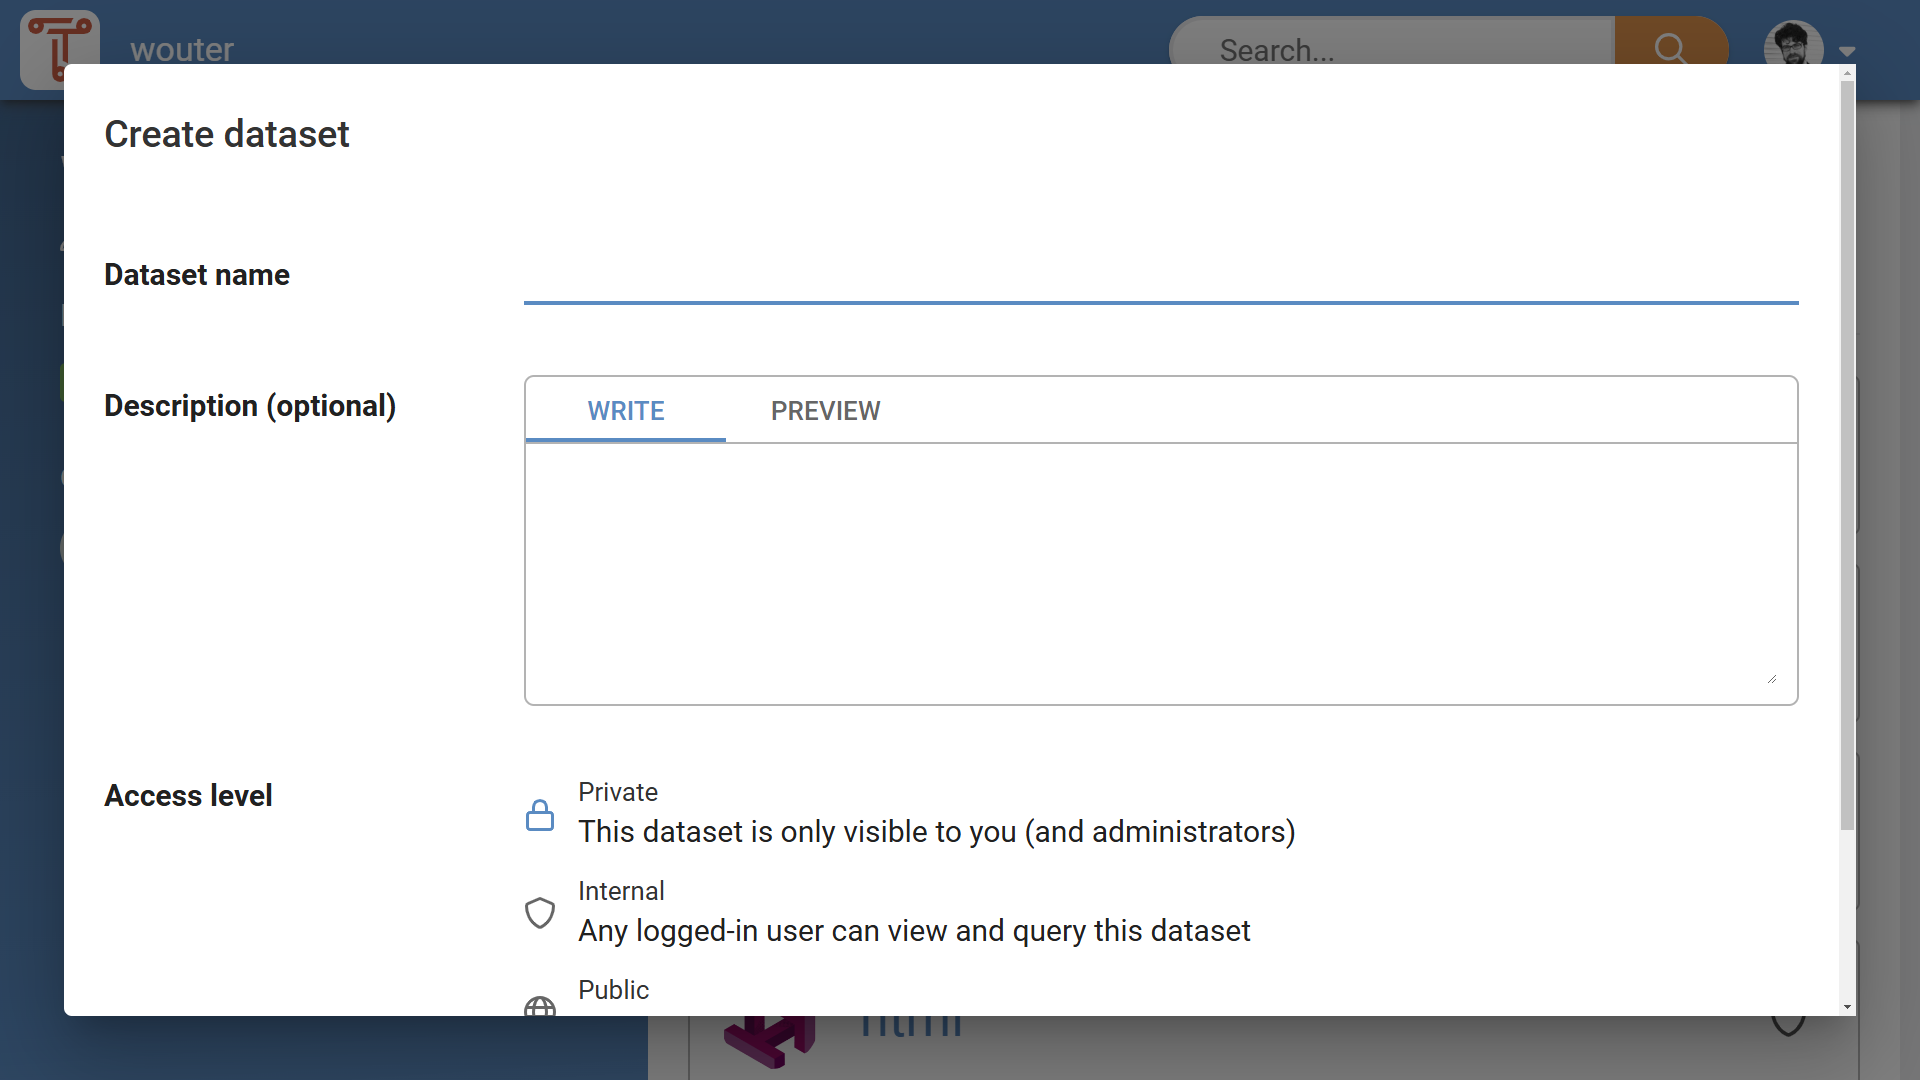 wouter
Search...
Create dataset
Dataset name
Description (optional)
WRITE
PREVIEW
Access level
Private
This dataset is only visible to you (and administrators)
Internal
Any logged-in user can view and query this dataset
Public